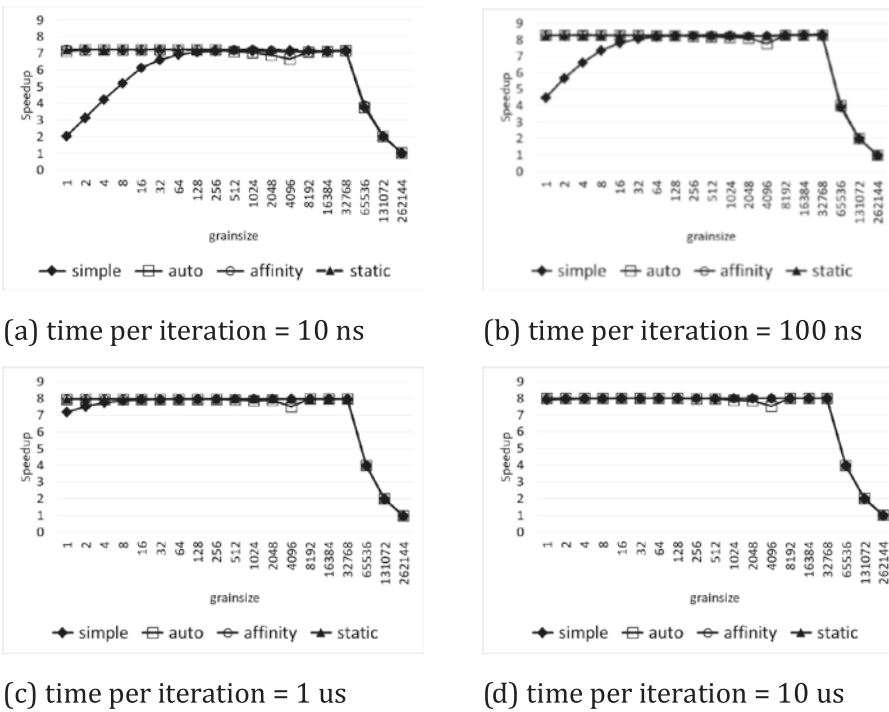 9
8
7
6
5
4
3
2
1
0
Speedup
1 2 4 8 16 32 64 128 256 512 1024 2048 4096 8192 16384 32768 65536 131072 262144
grainsize
simple auto affinity static
(a) time per iteration = 10 ns
9
8
7
6
5
4
3
2
1
0
Speedup
1 2 4 8 16 32 64 128 256 512 1024 2048 4096 8192 16384 32768 65536 131072 262144
grainsize
simple auto affinity static
(b) time per iteration = 100 ns
9
8
7
6
5
4
3
2
1
0
Speedup
1 2 4 8 16 32 64 128 256 512 1024 2048 4096 8192 16384 32768 65536 131072 262144
grainsize
simple auto affinity static
(c) time per iteration = 1 us
9
8
7
6
5
4
3
2
1
0
Speedup
1 2 4 8 16 32 64 128 256 512 1024 2048 4096 8192 16384 32768 65536 131072 262144
grainsize
simple auto affinity static
(d) time per iteration = 10 us